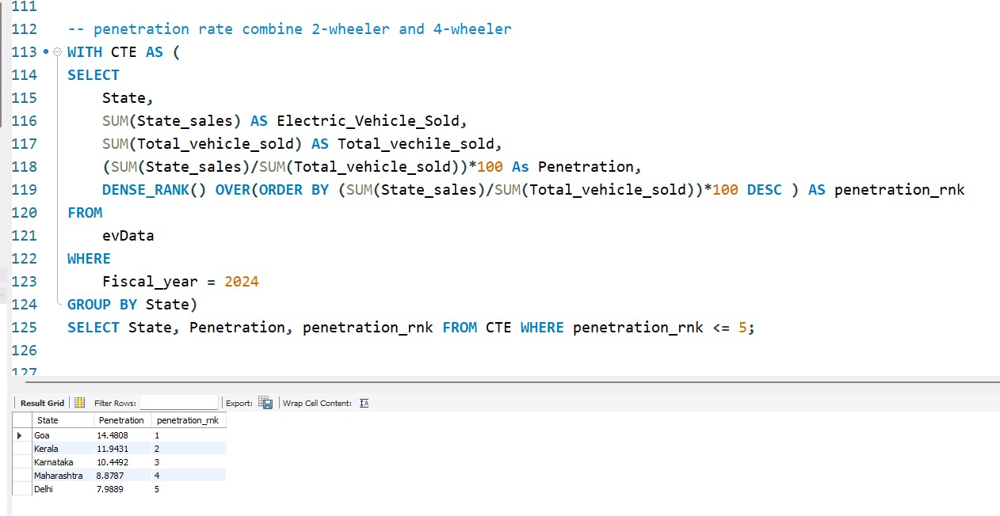 111
112 -- penetration rate combine 2-wheeler and 4-wheeler
113 WITH CTE AS (
114 SELECT
115 State,
116 SUM(State_sales) AS Electric_Vehicle_Sold,
117 SUM(Total_vehicle_sold) AS Total_vechile_sold,
118 (SUM(State_sales)/SUM(Total_vehicle_sold))*100 As Penetration,
119 DENSE_RANK() OVER(ORDER BY (SUM(State_sales)/SUM(Total_vehicle_sold))*100 DESC ) AS penetration_rnk
120 FROM
121 evData
122 WHERE
123 Fiscal_year = 2024
124 GROUP BY State)
125 SELECT State, Penetration, penetration_rnk FROM CTE WHERE penetration_rnk <= 5;
126
127
Result Grid Filter Rows: Export: Wrap Cell Content:
State Penetration penetration_rnk
Goa 14.4808 1
Kerala 11.9431 2
Karnataka 10.4492 3
Maharashtra 8.8787 4
Delhi 7.9889 5